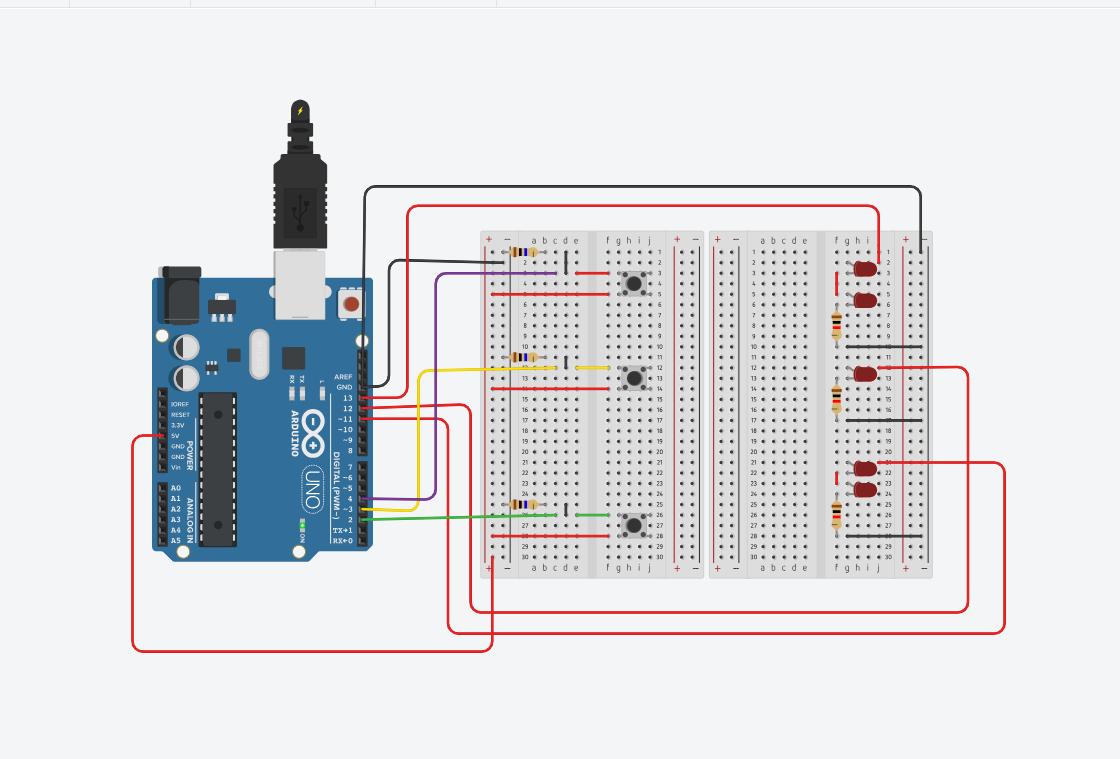 AREF
GND
13
12
~11
~10
~9
8
7
~6
~5
4
~3
2
TX→1
RX←0
DIGITAL (PWM~)
TX
RX
L
ARDUINO
UNO
ON
IOREF
RESET
3.3V
5V
GND
GND
Vin
POWER
A0
A1
A2
A3
A4
A5
ANALOG IN
+ − a b c d e f g h i j + −
1
2
3
4
5
6
7
8
9
10
11
12
13
14
15
16
17
18
19
20
21
22
23
24
25
26
27
28
29
30
+ − a b c d e f g h i j + −
+ − a b c d e f g h i j + −
1
2
3
4
5
6
7
8
9
10
11
12
13
14
15
16
17
18
19
20
21
22
23
24
25
26
27
28
29
30
+ − a b c d e f g h i j + −